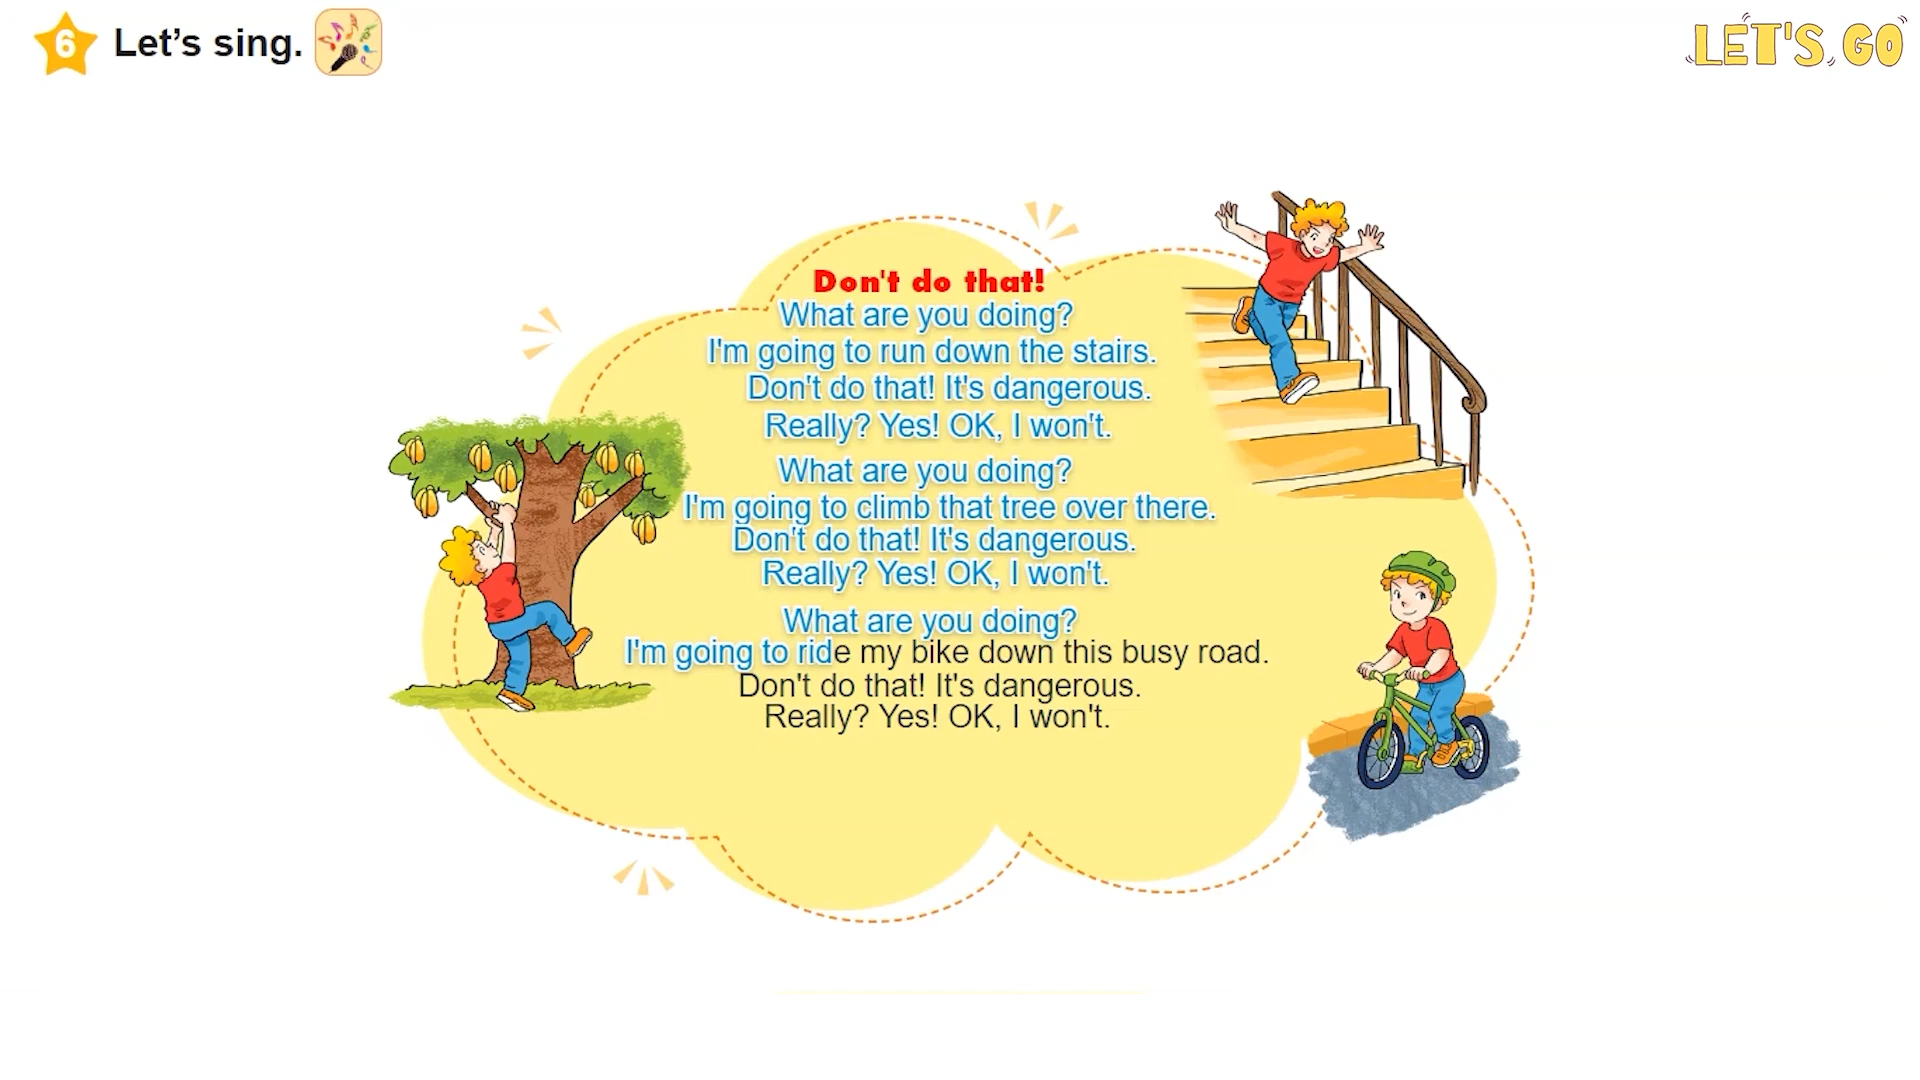 6 Let’s sing.
LET'S GO
Don't do that!
What are you doing?
I'm going to run down the stairs.
Don't do that! It's dangerous.
Really? Yes! OK, I won't.
What are you doing?
I'm going to climb that tree over there.
Don't do that! It's dangerous.
Really? Yes! OK, I won't.
What are you doing?
I'm going to ride my bike down this busy road.
Don't do that! It's dangerous.
Really? Yes! OK, I won't.